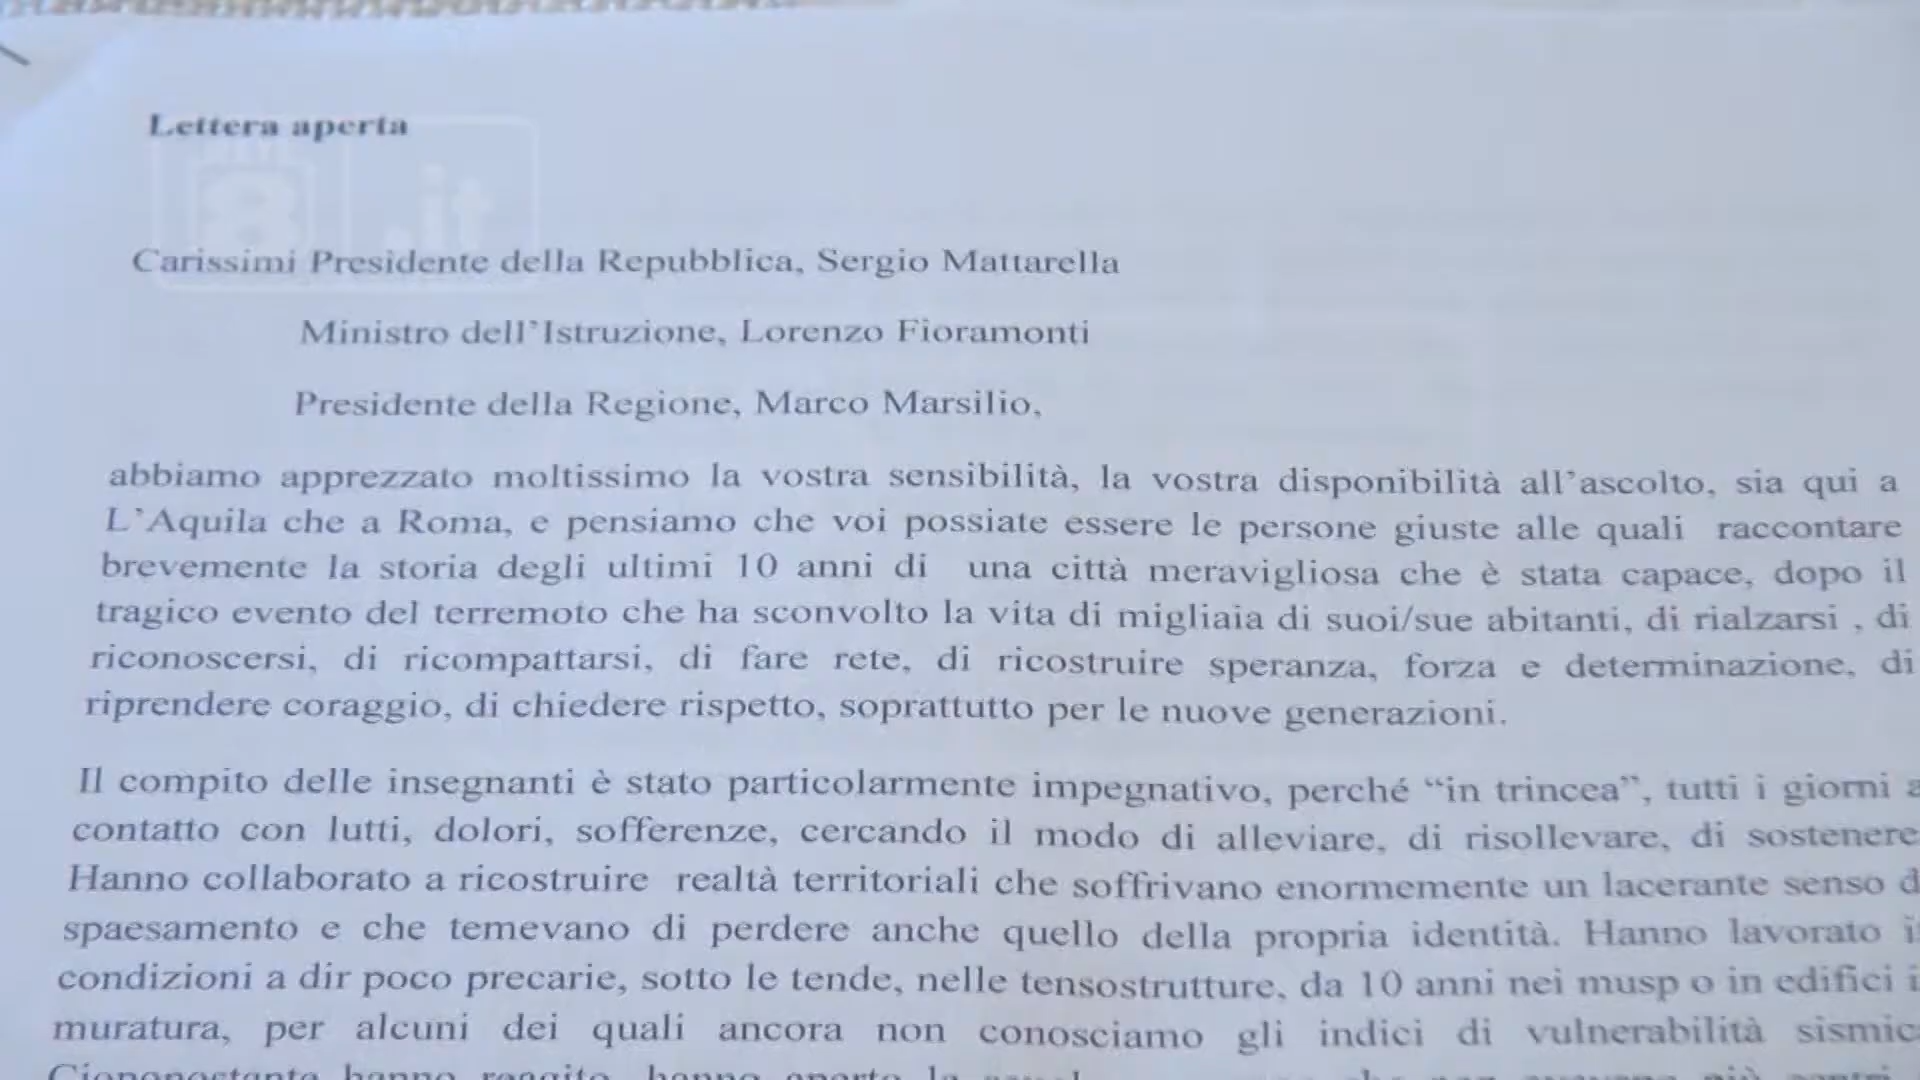 Lettera aperta
8 .it
Carissimi Presidente della Repubblica, Sergio Mattarella
Ministro dell'Istruzione, Lorenzo Fioramonti
Presidente della Regione, Marco Marsilio,
abbiamo apprezzato moltissimo la vostra sensibilità, la vostra disponibilità all'ascolto, sia qui a
L'Aquila che a Roma, e pensiamo che voi possiate essere le persone giuste alle quali raccontare
brevemente la storia degli ultimi 10 anni di una città meravigliosa che è stata capace, dopo il
tragico evento del terremoto che ha sconvolto la vita di migliaia di suoi/sue abitanti, di rialzarsi , di
riconoscersi, di ricompattarsi, di fare rete, di ricostruire speranza, forza e determinazione, di
riprendere coraggio, di chiedere rispetto, soprattutto per le nuove generazioni.
Il compito delle insegnanti è stato particolarmente impegnativo, perché “in trincea”, tutti i giorni a
contatto con lutti, dolori, sofferenze, cercando il modo di alleviare, di risollevare, di sostenere
Hanno collaborato a ricostruire realtà territoriali che soffrivano enormemente un lacerante senso d
spaesamento e che temevano di perdere anche quello della propria identità. Hanno lavorato i
condizioni a dir poco precarie, sotto le tende, nelle tensostrutture, da 10 anni nei musp o in edifici i
muratura, per alcuni dei quali ancora non conosciamo gli indici di vulnerabilità sismic
Ciononostante hanno reagito, hanno aperto la